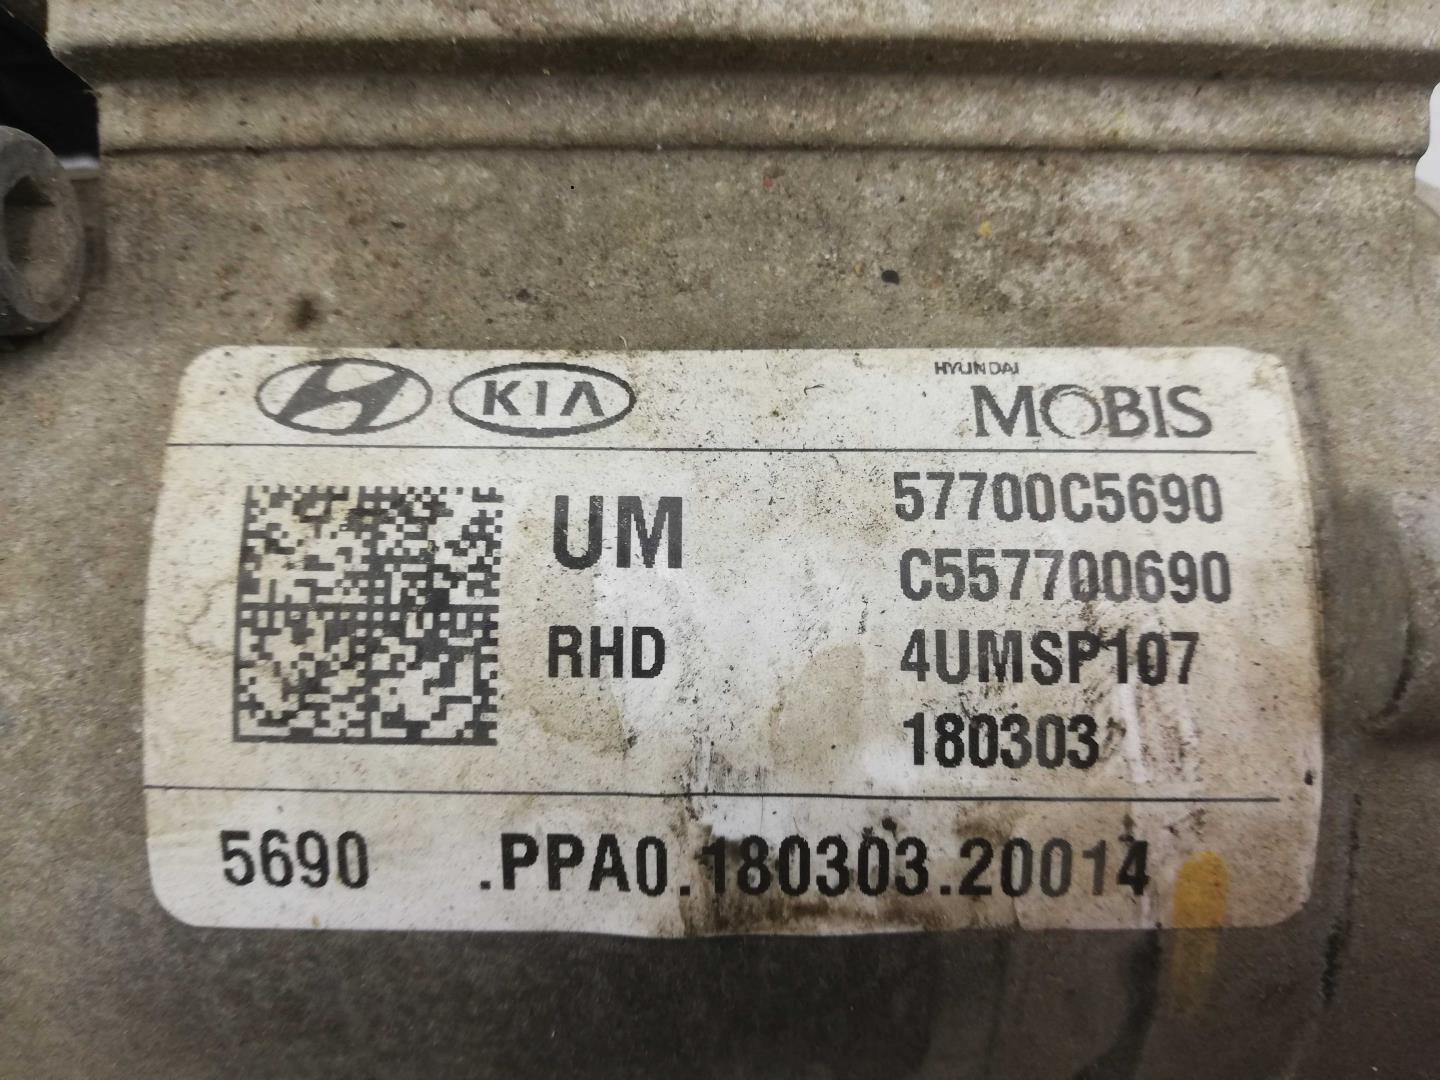 KIA
HYUNDAI
MOBIS
UM
57700C5690
C557700690
RHD
4UMSP107
180303
5690 .PPA0.180303.20014